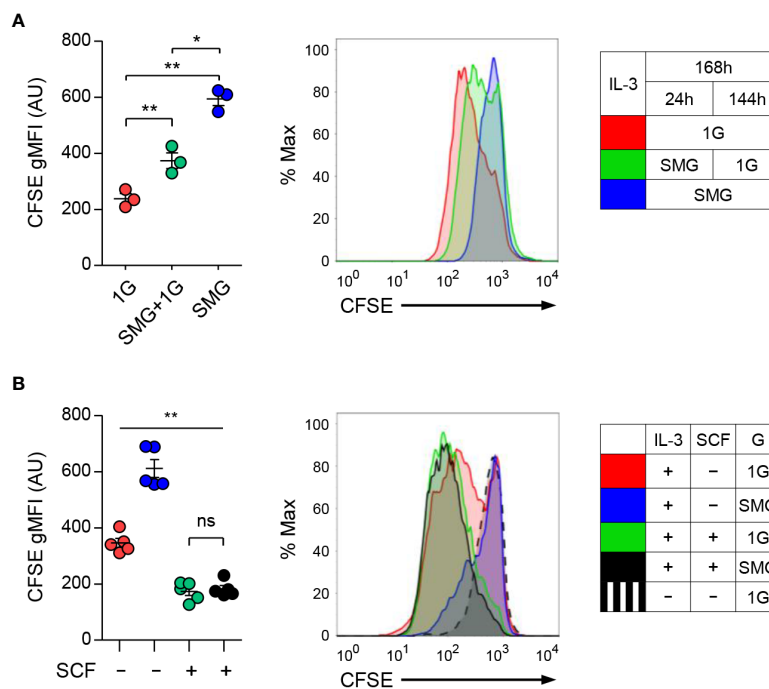 A
800
600
400
200
0
CFSE gMFI (AU)
**
**
*
1G
SMG+1G
SMG
100
80
60
40
20
0
% Max
10^0 10^1 10^2 10^3 10^4
CFSE
IL-3 168h
24h 144h
1G
SMG 1G
SMG
B
800
600
400
200
0
CFSE gMFI (AU)
**
ns
SCF − − + +
100
80
60
40
20
0
% Max
10^0 10^1 10^2 10^3 10^4
CFSE
IL-3 SCF G
+ − 1G
+ − SMG
+ + 1G
+ + SMG
− − 1G